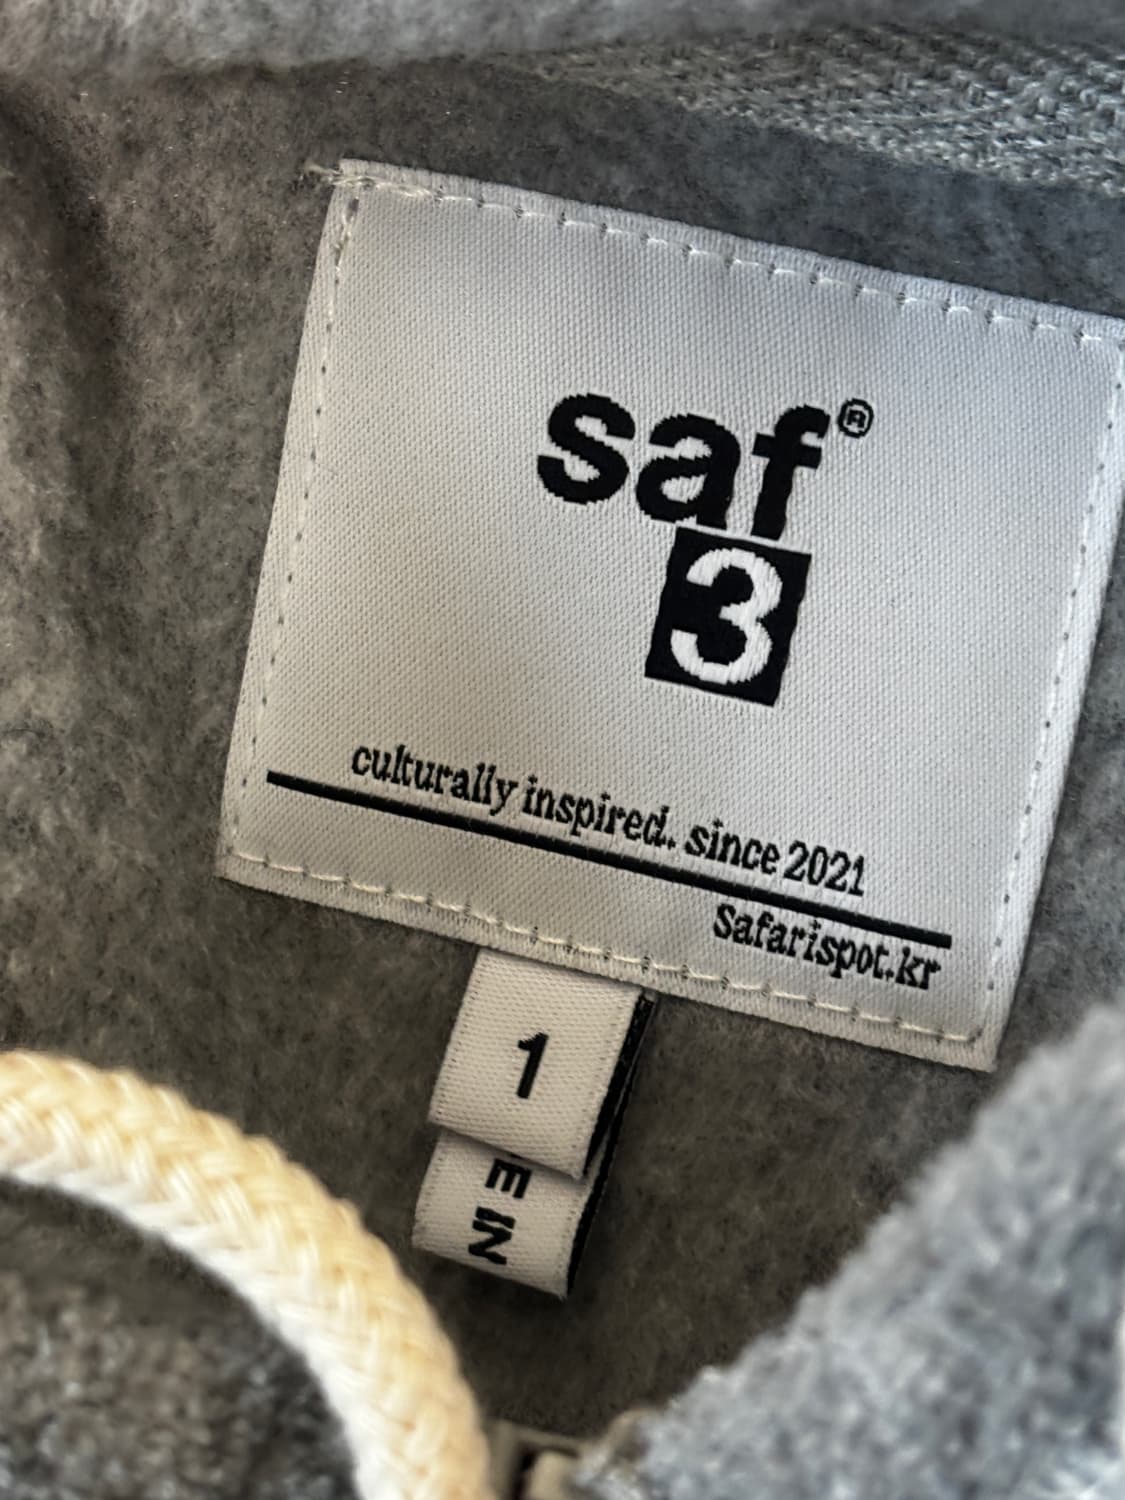 saf®
3
culturally inspired. since 2021
Safarispot.kr
1